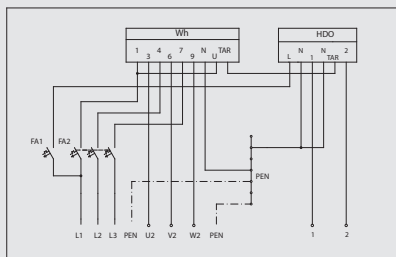 Wh
HDO
1 3 4 6 7 9 N U TAR
L N 1 N TAR 2
FA1 FA2
PEN
L1 L2 L3 PEN U2 V2 W2 PEN 1 2